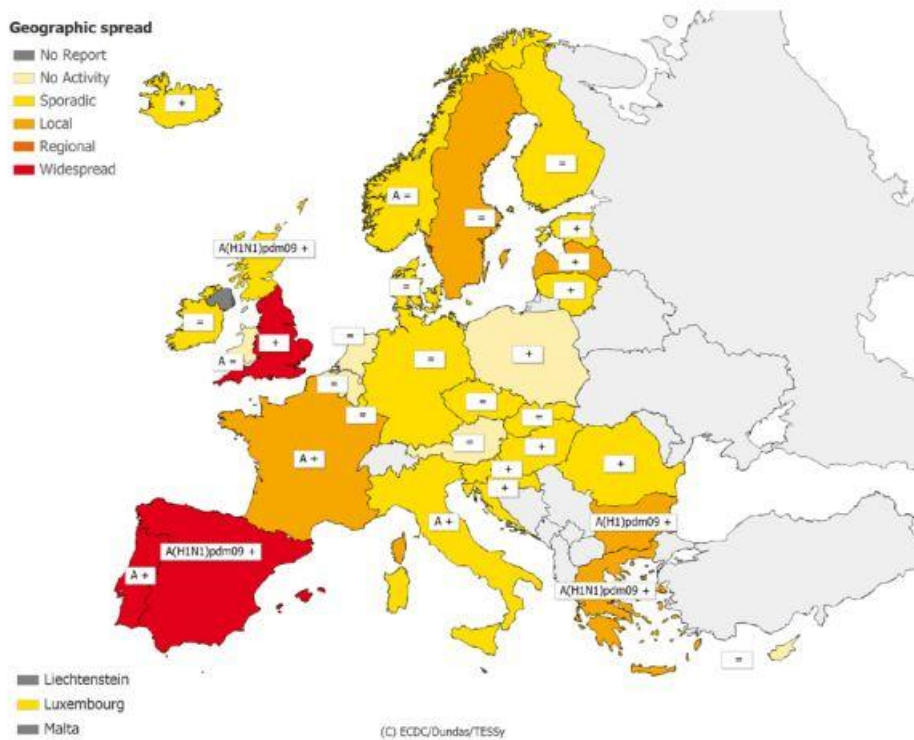 Geographic spread
No Report
No Activity
Sporadic
Local
Regional
Widespread
+
=
A =
=
+
A(H1N1)pdm09 +
+
+
=
=
=
+
A =
=
+
=
=
=
=
=
+
=
+
A +
+
+
A(H1)pdm09 +
A +
A(H1N1)pdm09 +
A +
A(H1N1)pdm09 +
=
Liechtenstein
Luxembourg
Malta
(C) ECDC/Dundas/TESSy